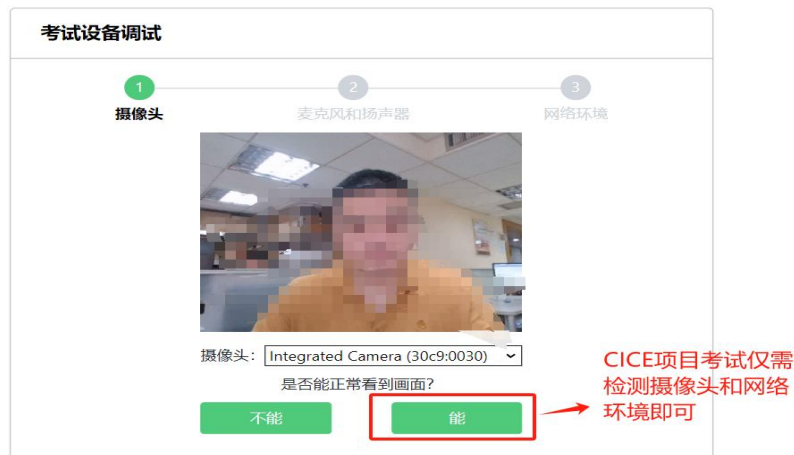 考试设备调试
1 2 3
摄像头 麦克风和扬声器 网络环境
摄像头： Integrated Camera (30c9:0030)
是否能正常看到画面?
不能 能
CICE项目考试仅需
检测摄像头和网络
环境即可